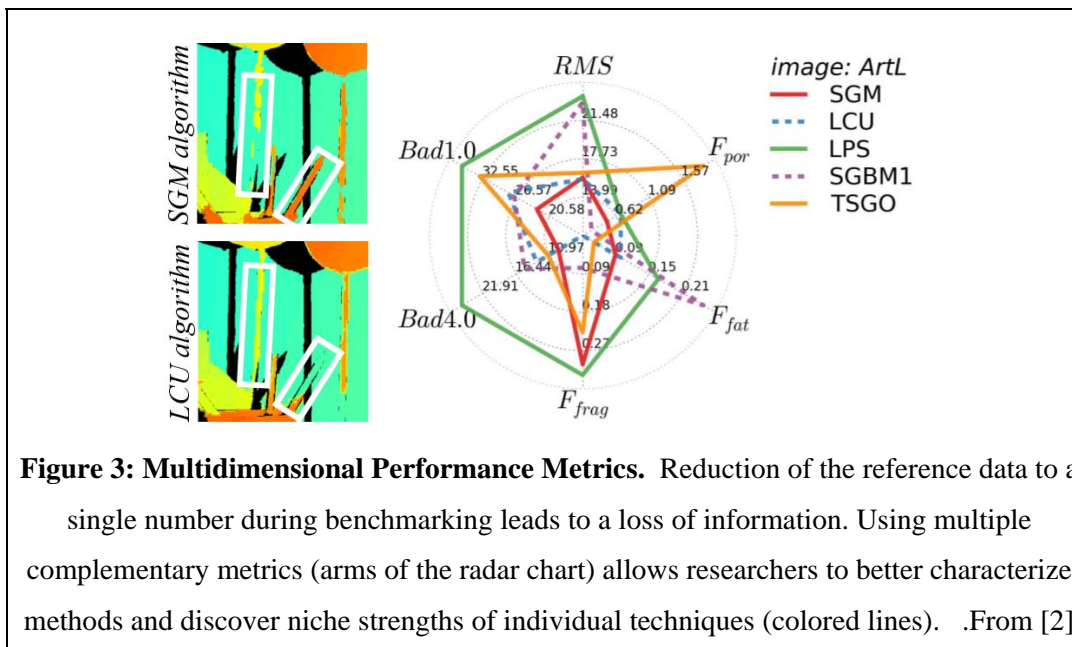 SGM algorithm
LCU algorithm
RMS
21.48
17.73
13.99
Bad1.0
32.55
26.57
20.58
F_por
1.57
1.09
0.62
10.97
16.44
21.91
Bad4.0
0.09
0.15
0.21
F_fat
0.09
0.18
0.27
F_frag
image: ArtL
SGM
LCU
LPS
SGBM1
TSGO
Figure 3: Multidimensional Performance Metrics. Reduction of the reference data to a
single number during benchmarking leads to a loss of information. Using multiple
complementary metrics (arms of the radar chart) allows researchers to better characterize
methods and discover niche strengths of individual techniques (colored lines). .From [2]